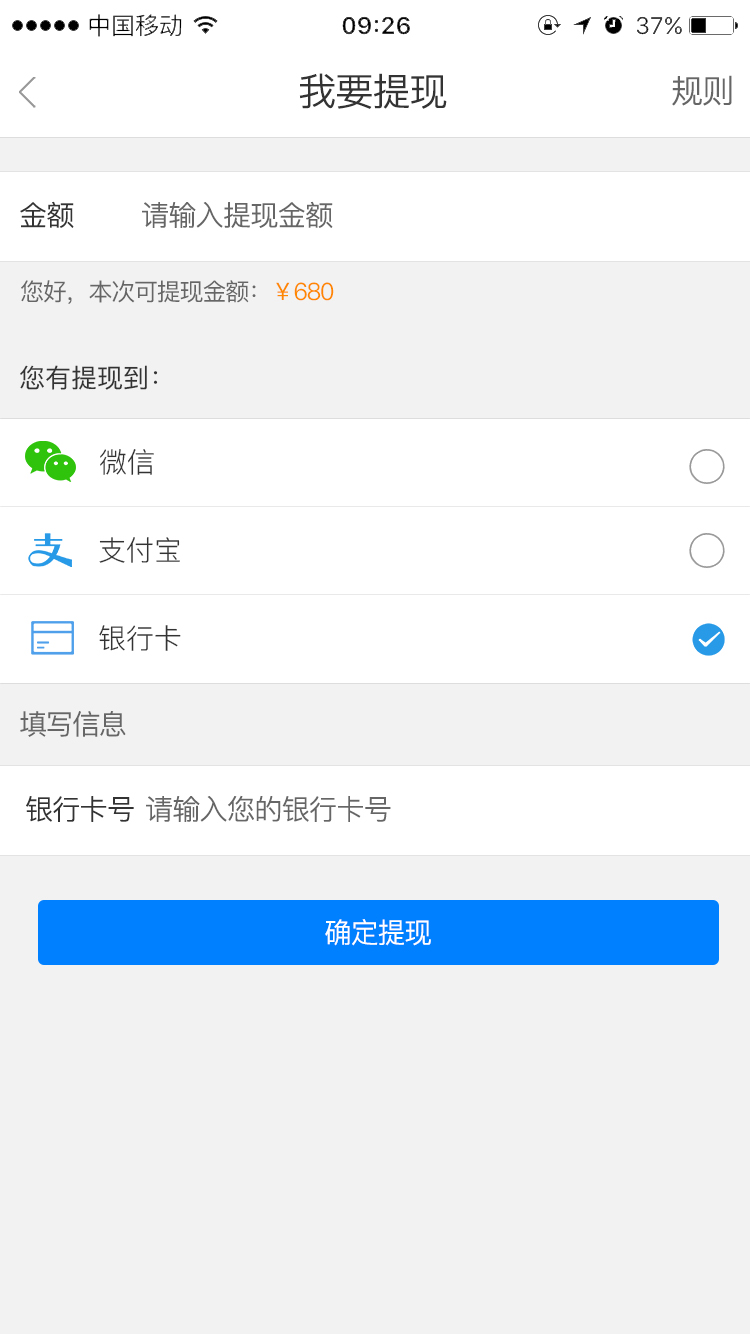 中国移动 09:26 37%
我要提现 规则
金额 请输入提现金额
您好，本次可提现金额：￥680
您有提现到：
微信
支付宝
银行卡
填写信息
银行卡号 请输入您的银行卡号
确定提现